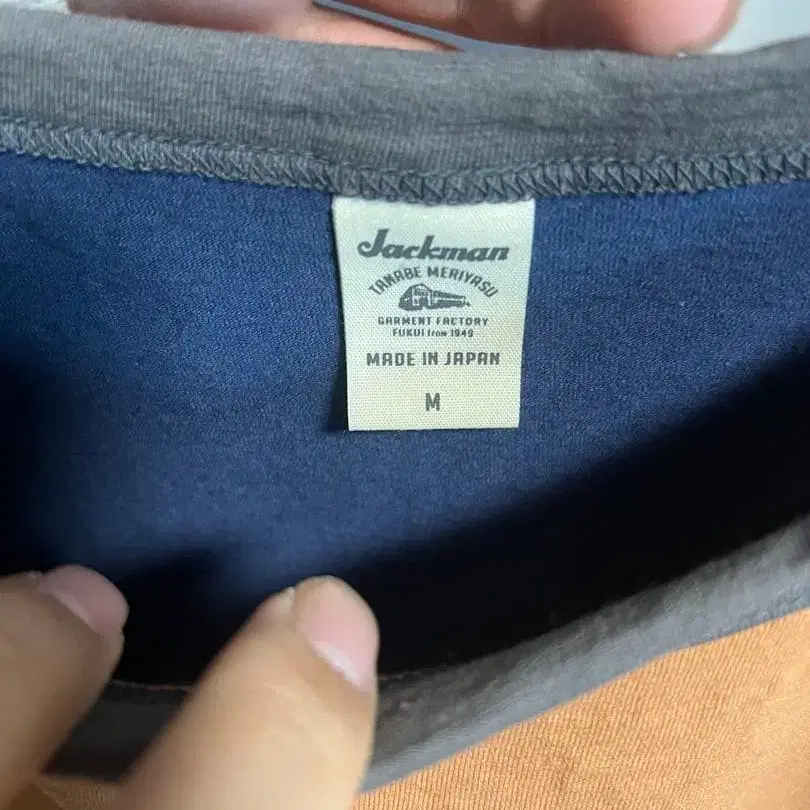 Jackman
TANABE MERIYASU
GARMENT FACTORY
FUKUI from 1949
MADE IN JAPAN
M